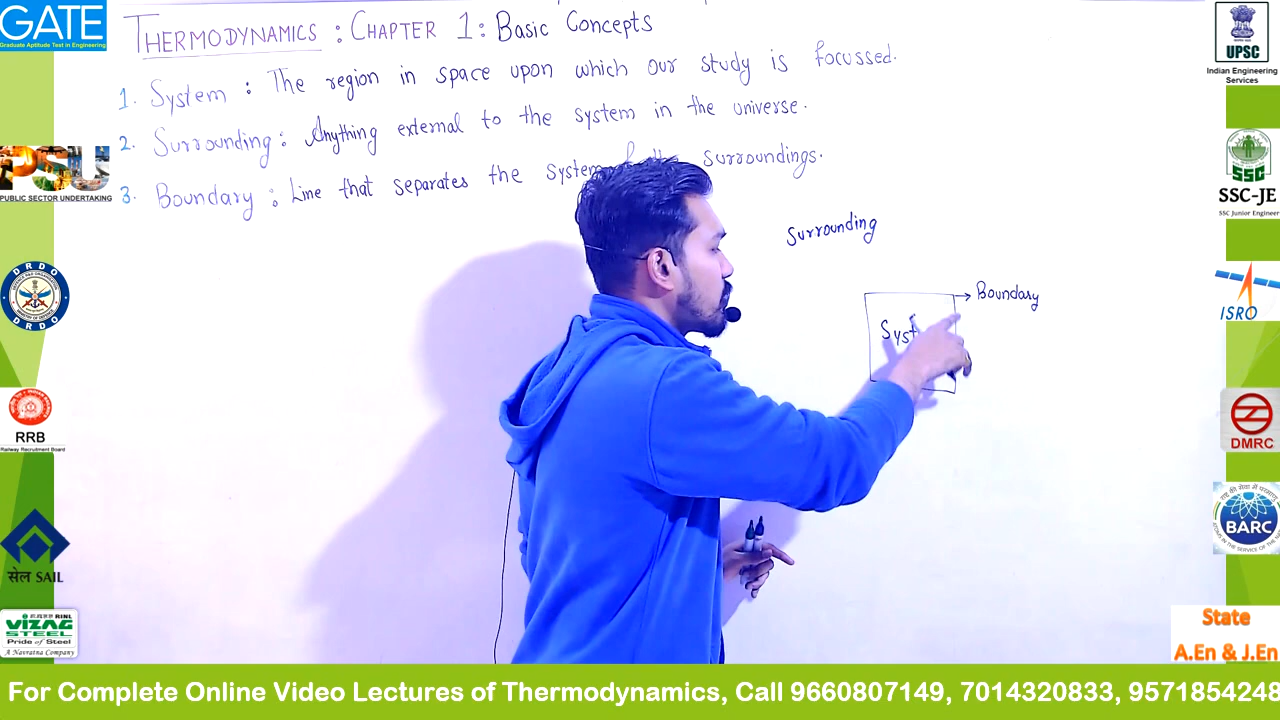 GATE
Graduate Aptitude Test in Engineering
THERMODYNAMICS : CHAPTER 1: Basic Concepts
1. System : The region in space upon which our study is focussed.
2. Surrounding : Anything external to the system in the universe.
3. Boundary : Line that separates the System surroundings.
Surrounding
Boundary
Syst
PSU
PUBLIC SECTOR UNDERTAKING
DRDO
RRB
Railway Recruitment Board
सेल SAIL
RINL
VIZAG
STEEL
Pride of Steel
A Navratna Company
UPSC
Indian Engineering
Services
SSC
SSC-JE
SSC Junior Engineer
ISRO
DMRC
BARC
State
A.En & J.En
For Complete Online Video Lectures of Thermodynamics, Call 9660807149, 7014320833, 9571854248